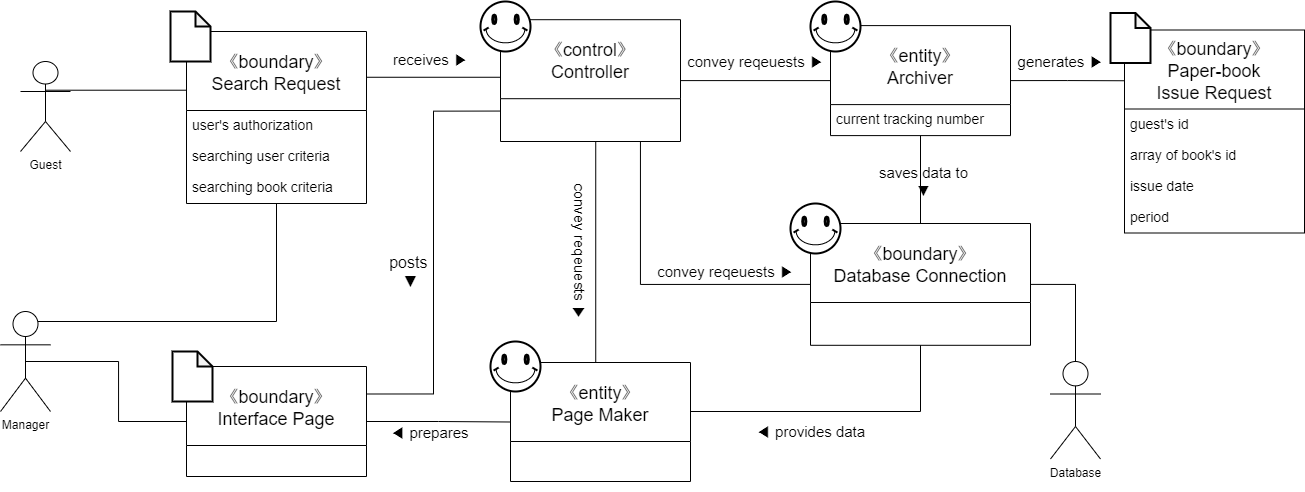 《boundary》
Search Request
user's authorization
searching user criteria
searching book criteria
receives
《control》
Controller
convey reqeuests
《entity》
Archiver
current tracking number
generates
《boundary》
Paper-book
Issue Request
guest's id
array of book's id
issue date
period
Guest
saves data to
convey reqeuests
posts
convey reqeuests
《boundary》
Database Connection
Manager
《boundary》
Interface Page
prepares
《entity》
Page Maker
provides data
Database